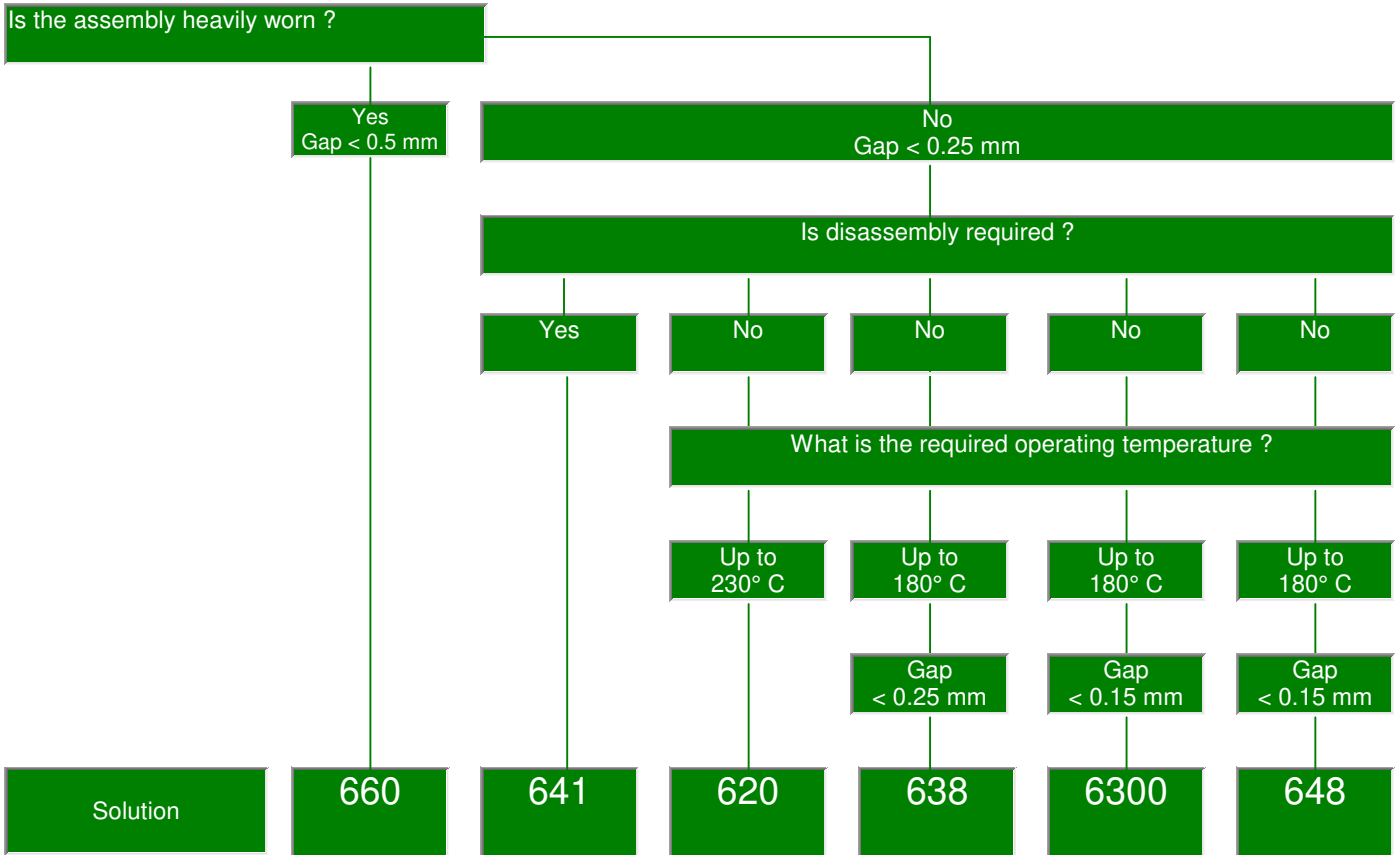 Is the assembly heavily worn ?
Yes
Gap < 0.5 mm
No
Gap < 0.25 mm
Is disassembly required ?
Yes
No
No
No
No
What is the required operating temperature ?
Up to
230° C
Up to
180° C
Up to
180° C
Up to
180° C
Gap
< 0.25 mm
Gap
< 0.15 mm
Gap
< 0.15 mm
Solution
660
641
620
638
6300
648